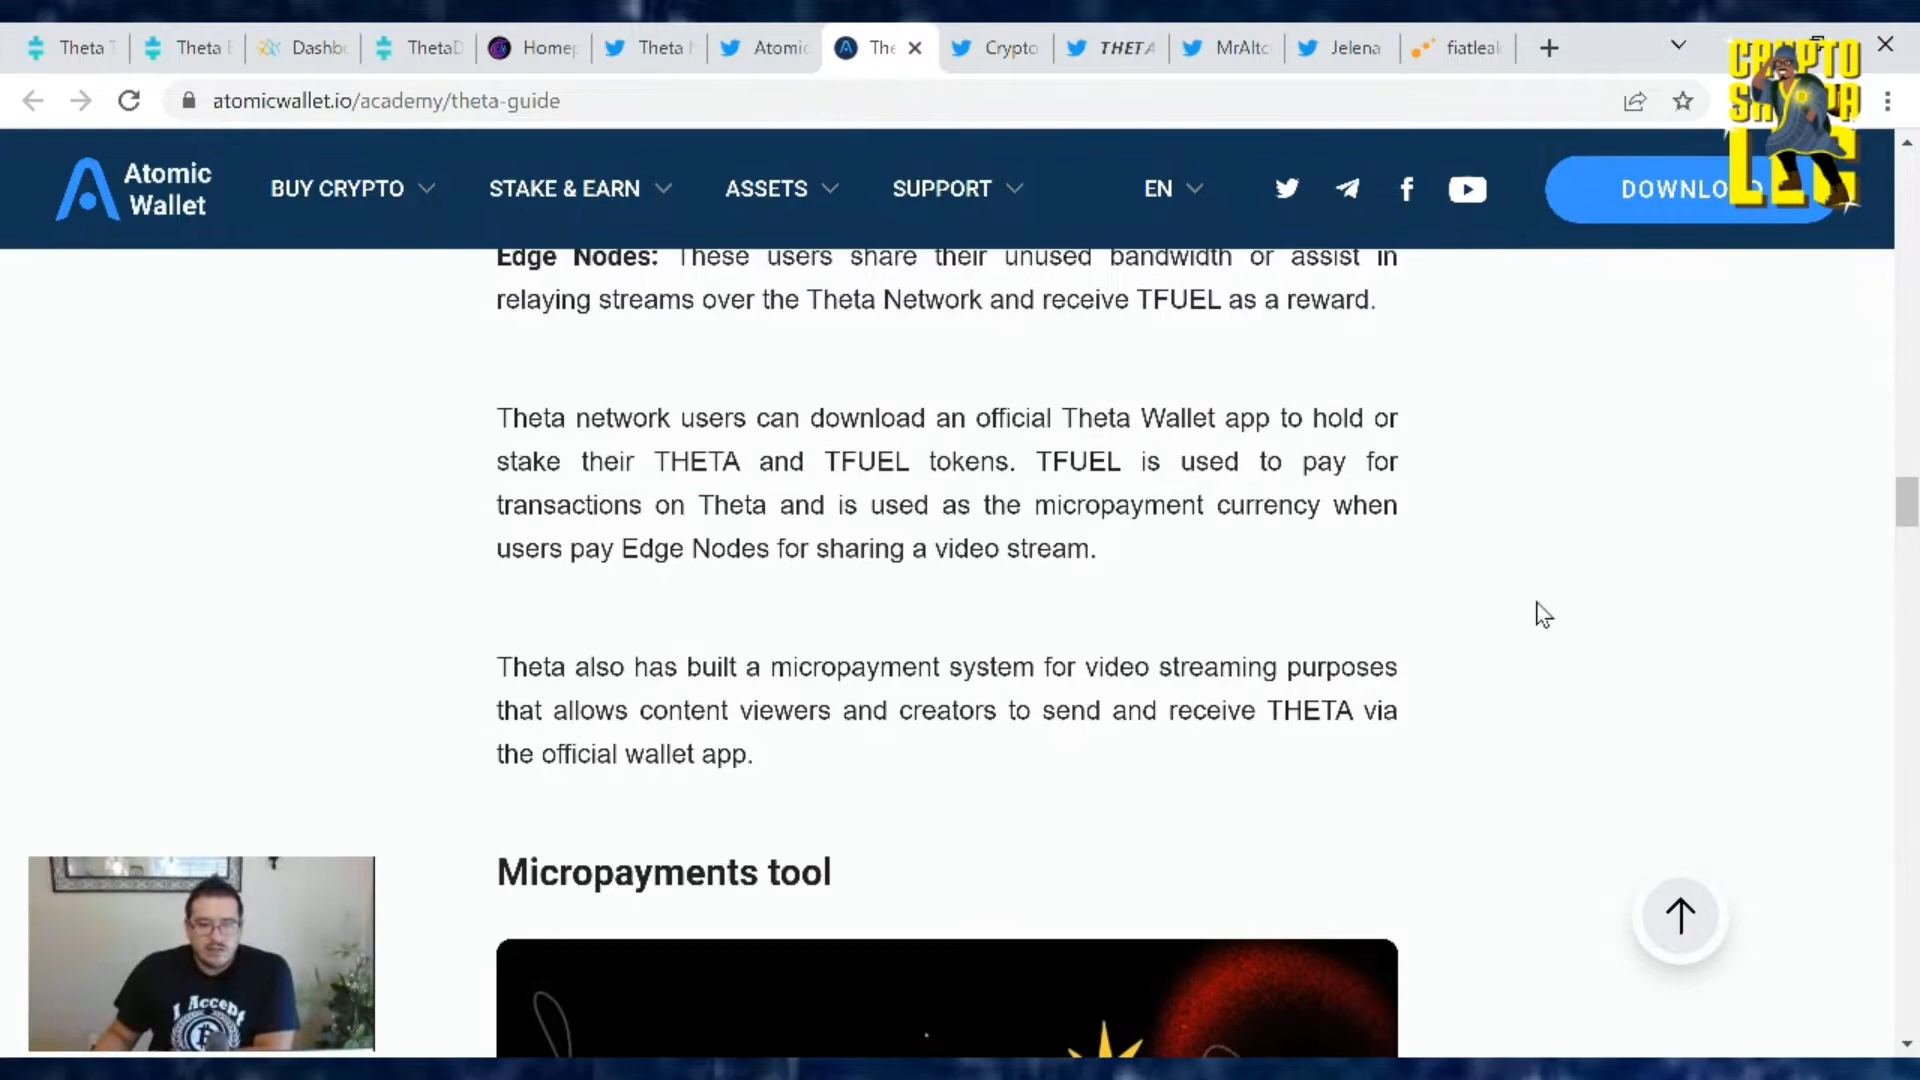 Theta T
Theta E
Dashbo
ThetaD
Homep
Theta N
Atomic
The
Crypto
THETA
MrAltc
Jelena
fiatleak
atomicwallet.io/academy/theta-guide
CRYPTO
LEO
Atomic
Wallet
BUY CRYPTO
STAKE & EARN
ASSETS
SUPPORT
EN
DOWNLO
Edge Nodes: These users share their unused bandwidth or assist in
relaying streams over the Theta Network and receive TFUEL as a reward.
Theta network users can download an official Theta Wallet app to hold or
stake their THETA and TFUEL tokens. TFUEL is used to pay for
transactions on Theta and is used as the micropayment currency when
users pay Edge Nodes for sharing a video stream.
Theta also has built a micropayment system for video streaming purposes
that allows content viewers and creators to send and receive THETA via
the official wallet app.
Micropayments tool
I Accept